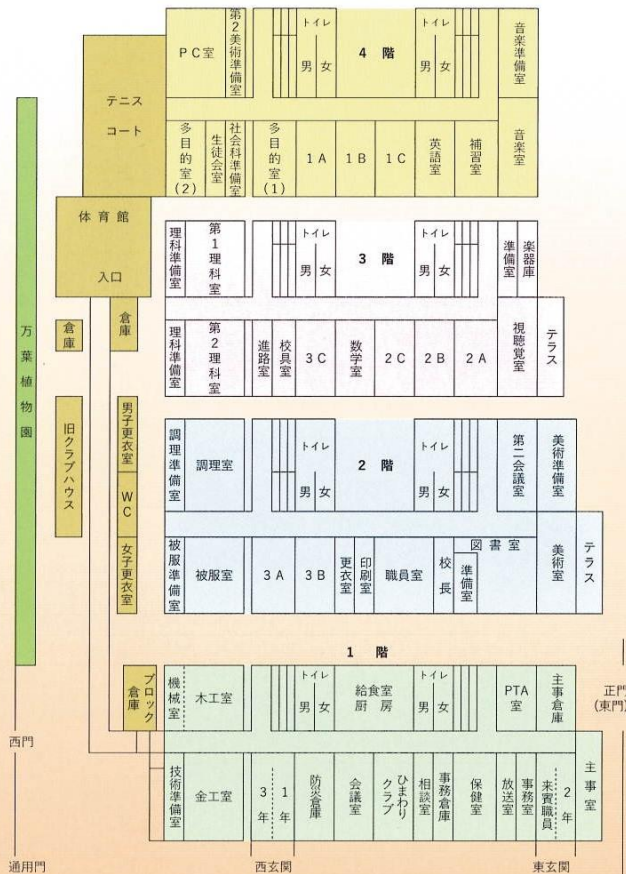 PC室
第2美術準備室
トイレ
男
女
4 階
トイレ
男
女
音楽準備室
テニス
コート
多目的室(2)
生徒会室
社会科準備室
多目的室(1)
1A
1B
1C
英語室
補習室
音楽室
体育館
入口
理科準備室
第1理科室
トイレ
男
女
3 階
トイレ
男
女
準備室
楽器庫
倉庫
倉庫
理科準備室
第2理科室
進路室
校具室
3C
数学室
2C
2B
2A
視聴覚室
テラス
万葉植物園
旧クラブハウス
男子更衣室
WC
女子更衣室
調理準備室
調理室
トイレ
男
女
2 階
トイレ
男
女
第二会議室
美術準備室
被服準備室
被服室
3A
3B
更衣室
印刷室
職員室
校長
図書室
準備室
美術室
テラス
1 階
ブロック
倉庫
機械室
木工室
トイレ
男
女
給食室
厨房
トイレ
男
女
PTA
室
主事倉庫
正門
(東門)
西門
技術準備室
金工室
3年
1年
防災倉庫
会議室
ひまわり
クラブ
相談室
事務倉庫
保健室
放送室
事務室
来賓職員
2年
主事室
通用門
西玄関
東玄関